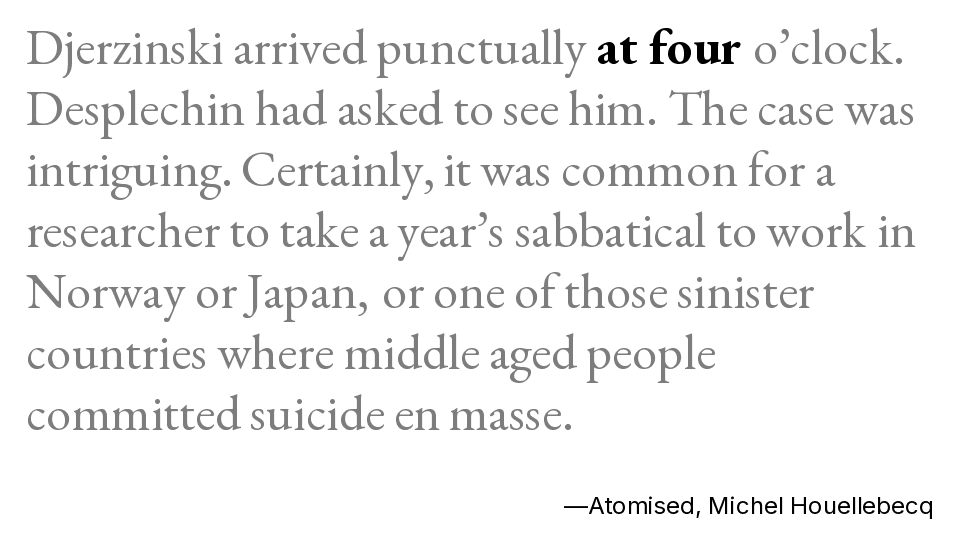 Djerzinski arrived punctually at four o’clock.
Desplechin had asked to see him. The case was
intriguing. Certainly, it was common for a
researcher to take a year’s sabbatical to work in
Norway or Japan, or one of those sinister
countries where middle aged people
committed suicide en masse.
—Atomised, Michel Houellebecq